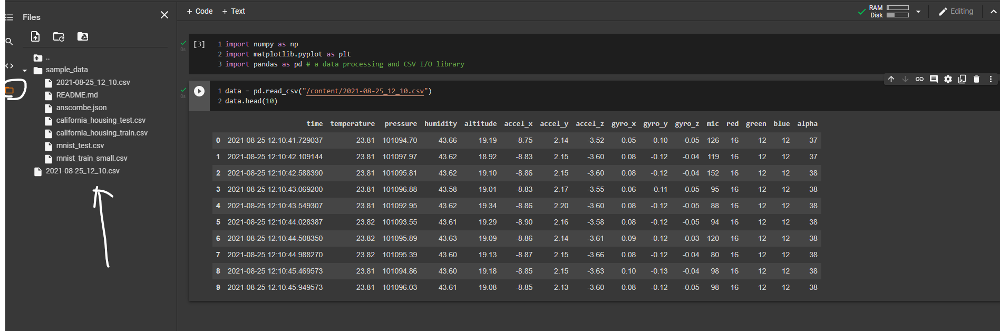 Files
..
sample_data
2021-08-25_12_10.csv
README.md
anscombe.json
california_housing_test.csv
california_housing_train.csv
mnist_test.csv
mnist_train_small.csv
2021-08-25_12_10.csv
+ Code + Text
RAM
Disk
Editing
0s
[3]
1 import numpy as np
2 import matplotlib.pyplot as plt
3 import pandas as pd # a data processing and CSV I/O library
0s
1 data = pd.read_csv("/content/2021-08-25_12_10.csv")
2 data.head(10)
time temperature pressure humidity altitude accel_x accel_y accel_z gyro_x gyro_y gyro_z mic red green blue alpha
0 2021-08-25 12:10:41.729037 23.81 101094.70 43.66 19.19 -8.75 2.14 -3.52 0.05 -0.10 -0.05 126 16 12 12 37
1 2021-08-25 12:10:42.109144 23.81 101097.97 43.62 18.92 -8.83 2.15 -3.60 0.08 -0.12 -0.04 119 16 12 12 37
2 2021-08-25 12:10:42.588390 23.81 101095.81 43.62 19.10 -8.86 2.15 -3.60 0.08 -0.12 -0.04 152 16 12 12 38
3 2021-08-25 12:10:43.069200 23.81 101096.88 43.58 19.01 -8.83 2.17 -3.55 0.06 -0.11 -0.05 95 16 12 12 38
4 2021-08-25 12:10:43.549307 23.81 101092.95 43.62 19.34 -8.86 2.20 -3.60 0.08 -0.12 -0.05 88 16 12 12 38
5 2021-08-25 12:10:44.028387 23.82 101093.55 43.61 19.29 -8.90 2.16 -3.58 0.08 -0.12 -0.05 94 16 12 12 38
6 2021-08-25 12:10:44.508350 23.82 101095.89 43.63 19.09 -8.86 2.14 -3.61 0.09 -0.12 -0.03 120 16 12 12 38
7 2021-08-25 12:10:44.988270 23.82 101095.39 43.60 19.13 -8.87 2.15 -3.66 0.08 -0.12 -0.04 80 16 12 12 38
8 2021-08-25 12:10:45.469573 23.81 101094.86 43.60 19.18 -8.85 2.15 -3.63 0.10 -0.13 -0.04 98 16 12 12 38
9 2021-08-25 12:10:45.949573 23.81 101096.03 43.61 19.08 -8.85 2.13 -3.60 0.08 -0.12 -0.05 98 16 12 12 38